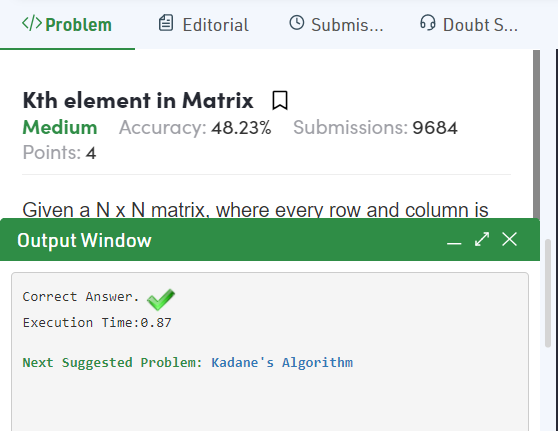 </>Problem Editorial Submis... Doubt S...
Kth element in Matrix
Medium Accuracy: 48.23% Submissions: 9684
Points: 4
Given a N x N matrix, where every row and column is
Output Window
Correct Answer.
Execution Time:0.87
Next Suggested Problem: Kadane's Algorithm